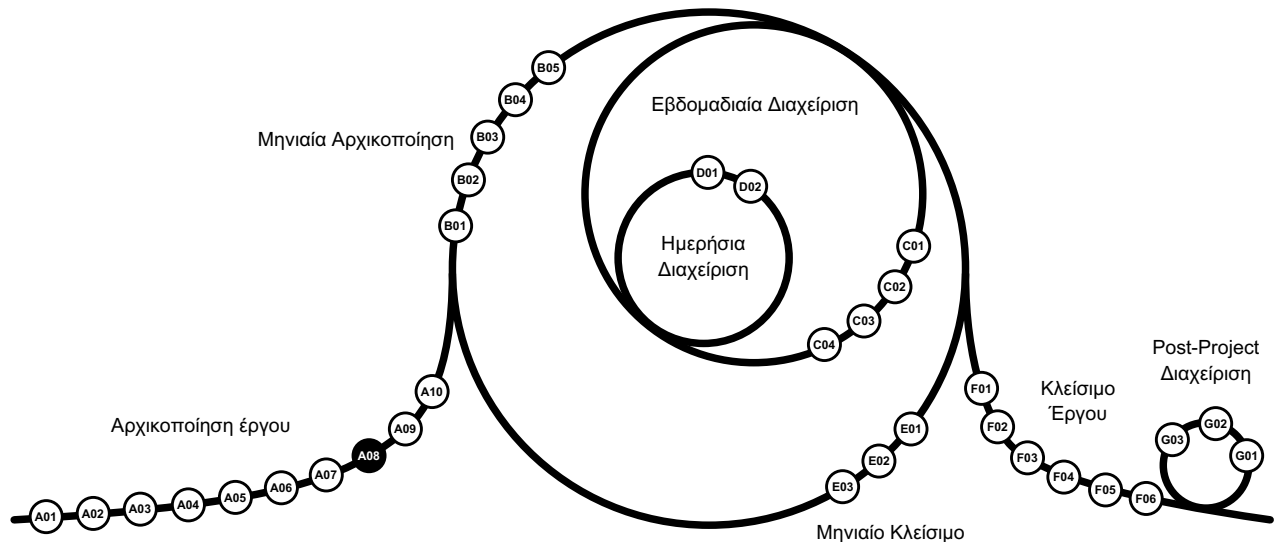 B05
B04
B03
B02
B01
Μηνιαία Αρχικοποίηση
Εβδομαδιαία Διαχείριση
D01
D02
Ημερήσια
Διαχείριση
C01
C02
C03
C04
A10
A09
A08
A07
A06
A05
A04
A03
A02
A01
Αρχικοποίηση έργου
E01
E02
E03
Μηνιαίο Κλείσιμο
F01
F02
F03
F04
F05
F06
Κλείσιμο
Έργου
Post-Project
Διαχείριση
G03
G02
G01